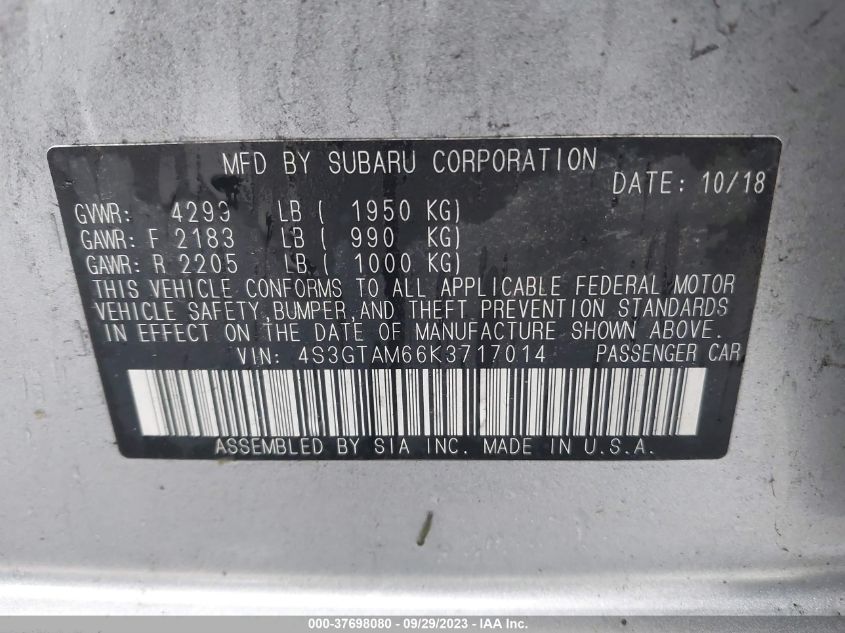 MFD BY SUBARU CORPORATION
DATE: 10/18
GVWR: 4299 LB ( 1950 KG)
GAWR: F 2183 LB ( 990 KG)
GAWR: R 2205 LB ( 1000 KG)
THIS VEHICLE CONFORMS TO ALL APPLICABLE FEDERAL MOTOR
VEHICLE SAFETY,BUMPER,AND THEFT PREVENTION STANDARDS
IN EFFECT ON THE DATE OF MANUFACTURE SHOWN ABOVE.
VIN: 4S3GTAM66K3717014 PASSENGER CAR
ASSEMBLED BY SIA INC. MADE IN U.S.A.
000-37698080 - 09/29/2023 - IAA Inc.